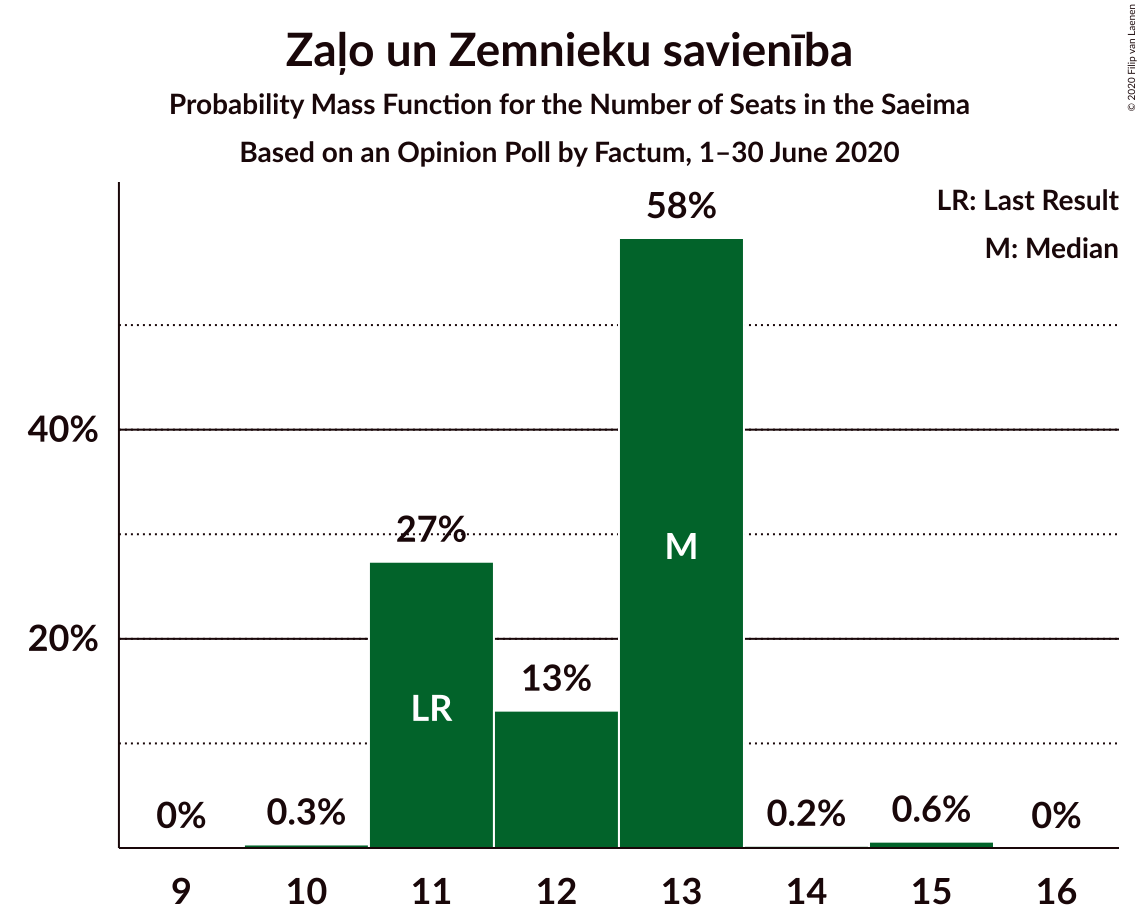 Zaļo un Zemnieku savienība
Probability Mass Function for the Number of Seats in the Saeima
Based on an Opinion Poll by Factum, 1–30 June 2020
© 2020 Filip van Laenen
LR: Last Result
M: Median
58%
40%
27%
M
20%
13%
LR
0%
0.3%
0.2%
0.6%
0%
9 10 11 12 13 14 15 16